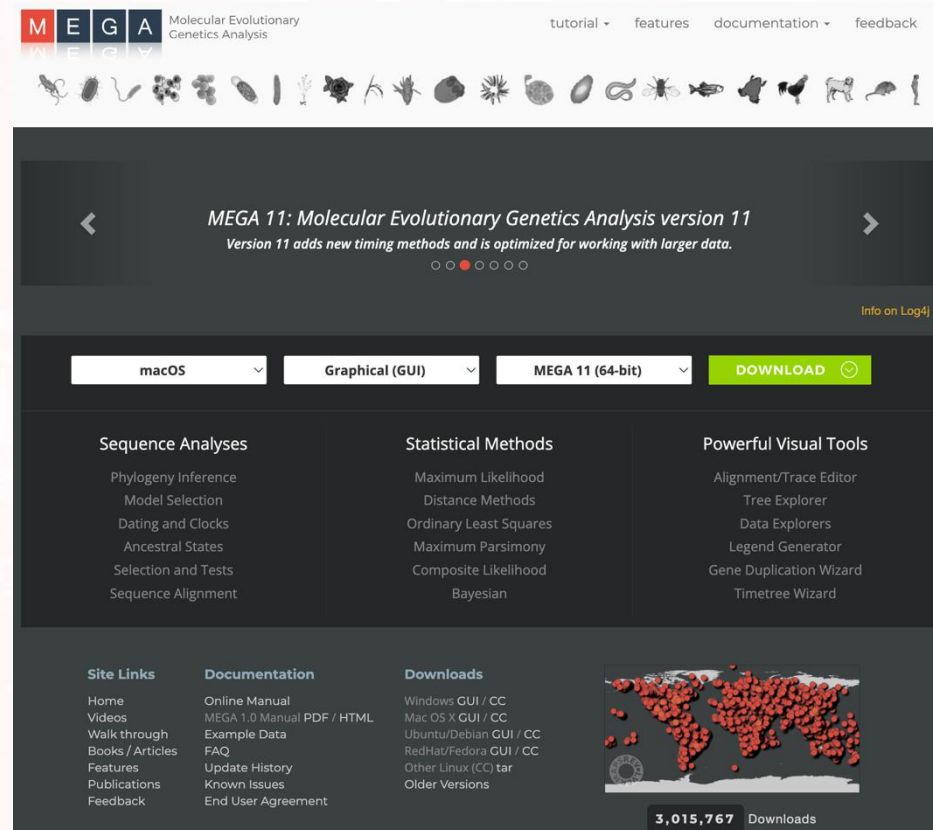 MEGA Molecular Evolutionary
Genetics Analysis
tutorial features documentation feedback
MEGA 11: Molecular Evolutionary Genetics Analysis version 11
Version 11 adds new timing methods and is optimized for working with larger data.
Info on Log4j
macOS Graphical (GUI) MEGA 11 (64-bit) DOWNLOAD
Sequence Analyses
Phylogeny Inference
Model Selection
Dating and Clocks
Ancestral States
Selection and Tests
Sequence Alignment
Statistical Methods
Maximum Likelihood
Distance Methods
Ordinary Least Squares
Maximum Parsimony
Composite Likelihood
Bayesian
Powerful Visual Tools
Alignment/Trace Editor
Tree Explorer
Data Explorers
Legend Generator
Gene Duplication Wizard
Timetree Wizard
Site Links
Home
Videos
Walk through
Books / Articles
Features
Publications
Feedback
Documentation
Online Manual
MEGA 1.0 Manual PDF / HTML
Example Data
FAQ
Update History
Known Issues
End User Agreement
Downloads
Windows GUI / CC
Mac OS X GUI / CC
Ubuntu/Debian GUI / CC
RedHat/Fedora GUI / CC
Other Linux (CC) tar
Older Versions
3,015,767 Downloads